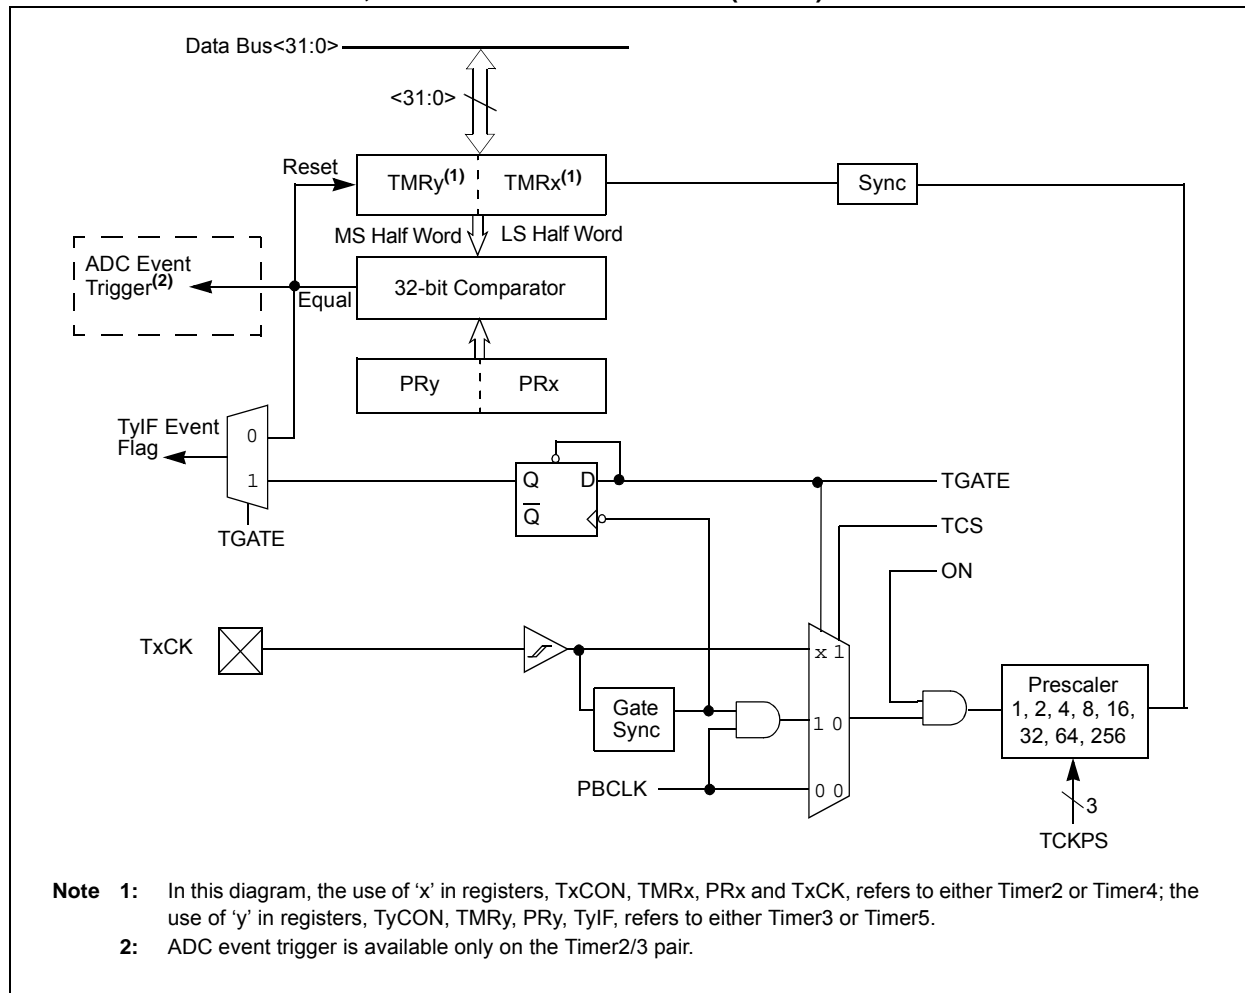 Data Bus<31:0>
<31:0>
Reset
TMRy(1)
TMRx(1)
Sync
MS Half Word
LS Half Word
ADC Event
Trigger(2)
Equal
32-bit Comparator
PRy
PRx
TyIF Event
Flag
0
1
TGATE
Q
D
Q
TGATE
TCS
ON
TxCK
x 1
Gate
Sync
1 0
Prescaler
1, 2, 4, 8, 16,
32, 64, 256
PBCLK
0 0
3
TCKPS
Note 1: In this diagram, the use of ‘x’ in registers, TxCON, TMRx, PRx and TxCK, refers to either Timer2 or Timer4; the
use of ‘y’ in registers, TyCON, TMRy, PRy, TyIF, refers to either Timer3 or Timer5.
2: ADC event trigger is available only on the Timer2/3 pair.